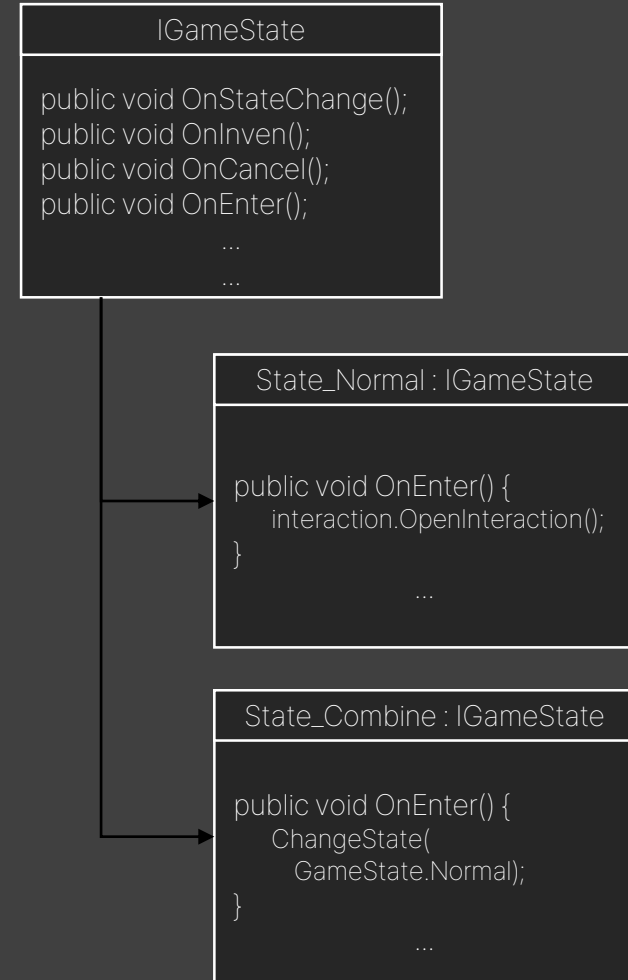 IGameState
public void OnStateChange();
public void OnInven();
public void OnCancel();
public void OnEnter();
...
...
State_Normal : IGameState
public void OnEnter() {
interaction.OpenInteraction();
}
...
State_Combine : IGameState
public void OnEnter() {
ChangeState(
GameState.Normal);
}
...